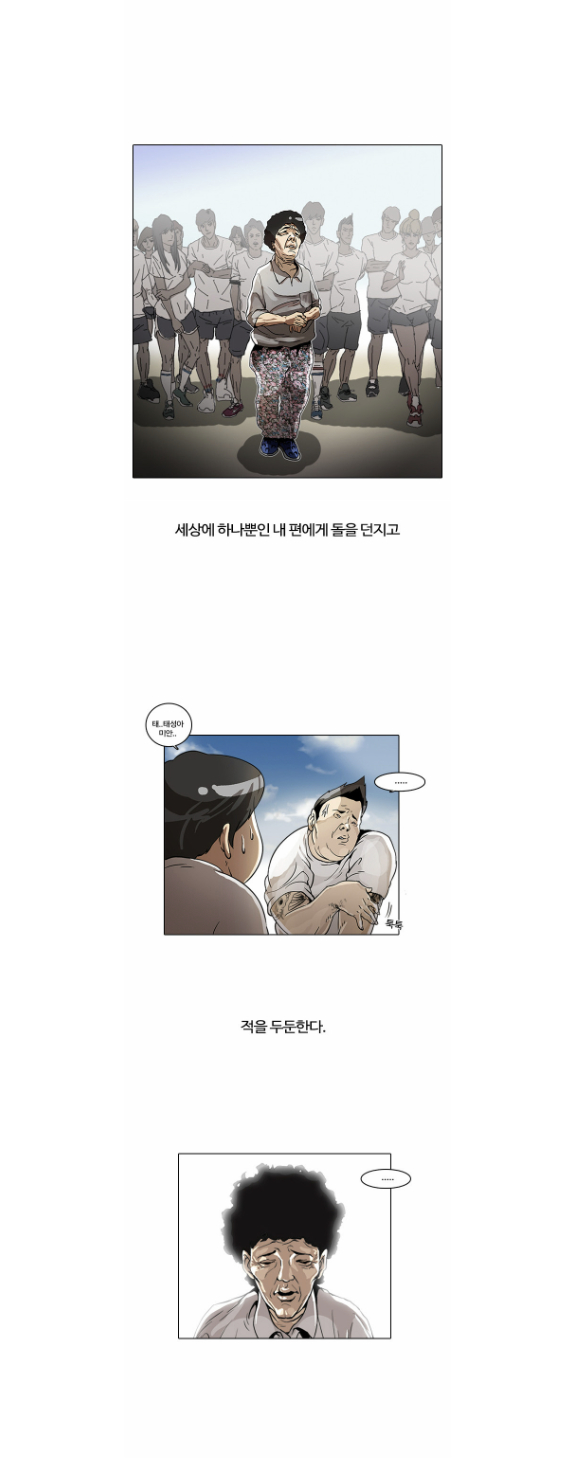 세상에 하나뿐인 내 편에게 돌을 던지고
태...태성아
미안..
.....
툭툭
적을 두둔한다.
.....